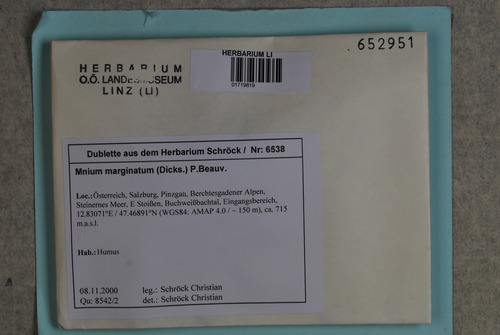 HERBARIUM
O.Ö. LANDESMUSEUM
LINZ (LI)
HERBARIUM LI
01719819
. 652951
Dublette aus dem Herbarium Schröck / Nr: 6538
Mnium marginatum (Dicks.) P.Beauv.
Loc.:Österreich, Salzburg, Pinzgau, Berchtesgadener Alpen,
Steinernes Meer, E Stoißen, Buchweißbachtal, Eingangsbereich,
12.83071°E / 47.46891°N (WGS84: AMAP 4.0 / ~ 150 m), ca. 715
m.a.s.l.
Hab.:Humus
08.11.2000 leg.: Schröck Christian
Qu: 8542/2 det.: Schröck Christian